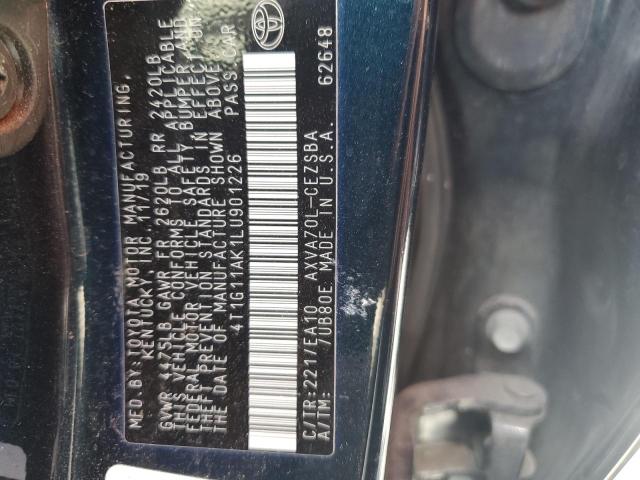 MFD.BY:TOYOTA MOTOR MANUFACTURING,
KENTUCKY, INC 11/19
GVWR 4475LB GAWR FR 2620LB RR 2420LB
THIS VEHICLE CONFORMS TO ALL APPLICABLE
FEDERAL MOTOR VEHICLE SAFETY, BUMPER, AND
THEFT PREVENTION STANDARDS IN EFFECT ON
THE DATE OF MANUFACTURE SHOWN ABOVE.
4T1G11AK1LU901226 PASS CAR
C/TR:221/EA10 AXVA70L-CEZSBA
A/TM: 7UB80E MADE IN U.S.A. 62648